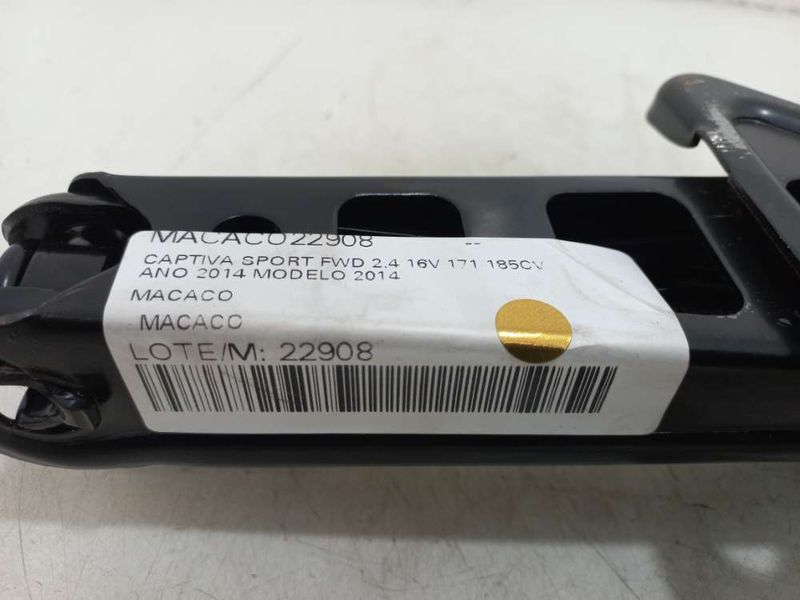 MACACO22908 --
CAPTIVA SPORT FWD 2.4 16V 171 185CV
ANO 2014 MODELO 2014
MACACO
MACACO
LOTE/M: 22908